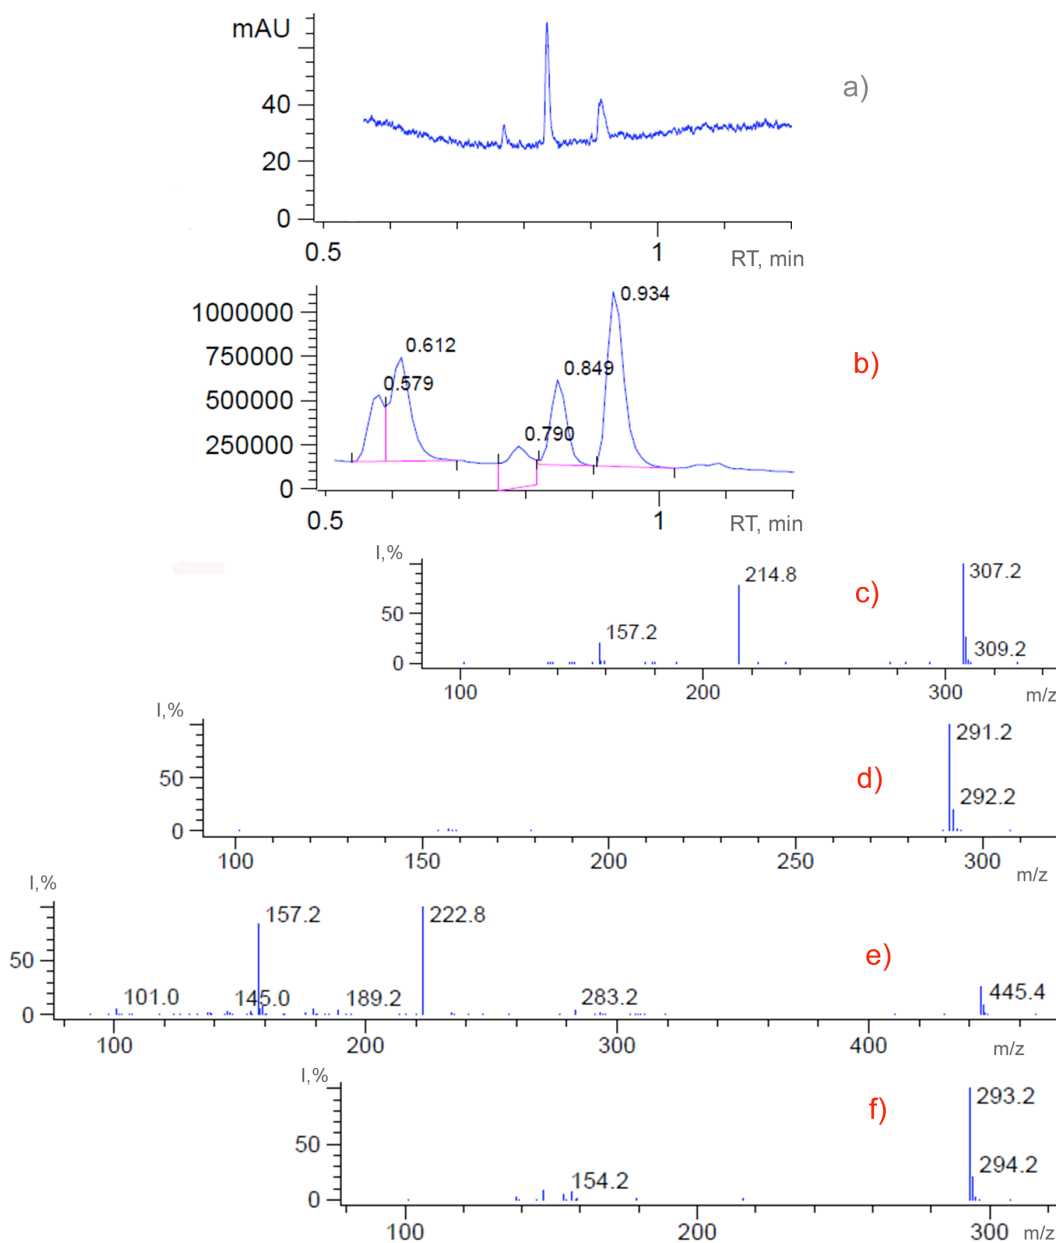 mAU
a)
40
20
0
0.5 1
RT, min
0.934
1000000
0.612
b)
750000
0.849
0.579
500000
0.790
250000
0
0.5 1
RT, min
I,%
214.8 307.2
c)
50
157.2
309.2
0
100 200 300 m/z
I,%
291.2
d)
50
292.2
0
100 150 200 250 300
m/z
I,%
157.2 222.8
e)
50
101.0 145.0 189.2 283.2 445.4
0
100 200 300 400
m/z
I,%
293.2
f)
50
294.2
154.2
0
100 200 300 m/z